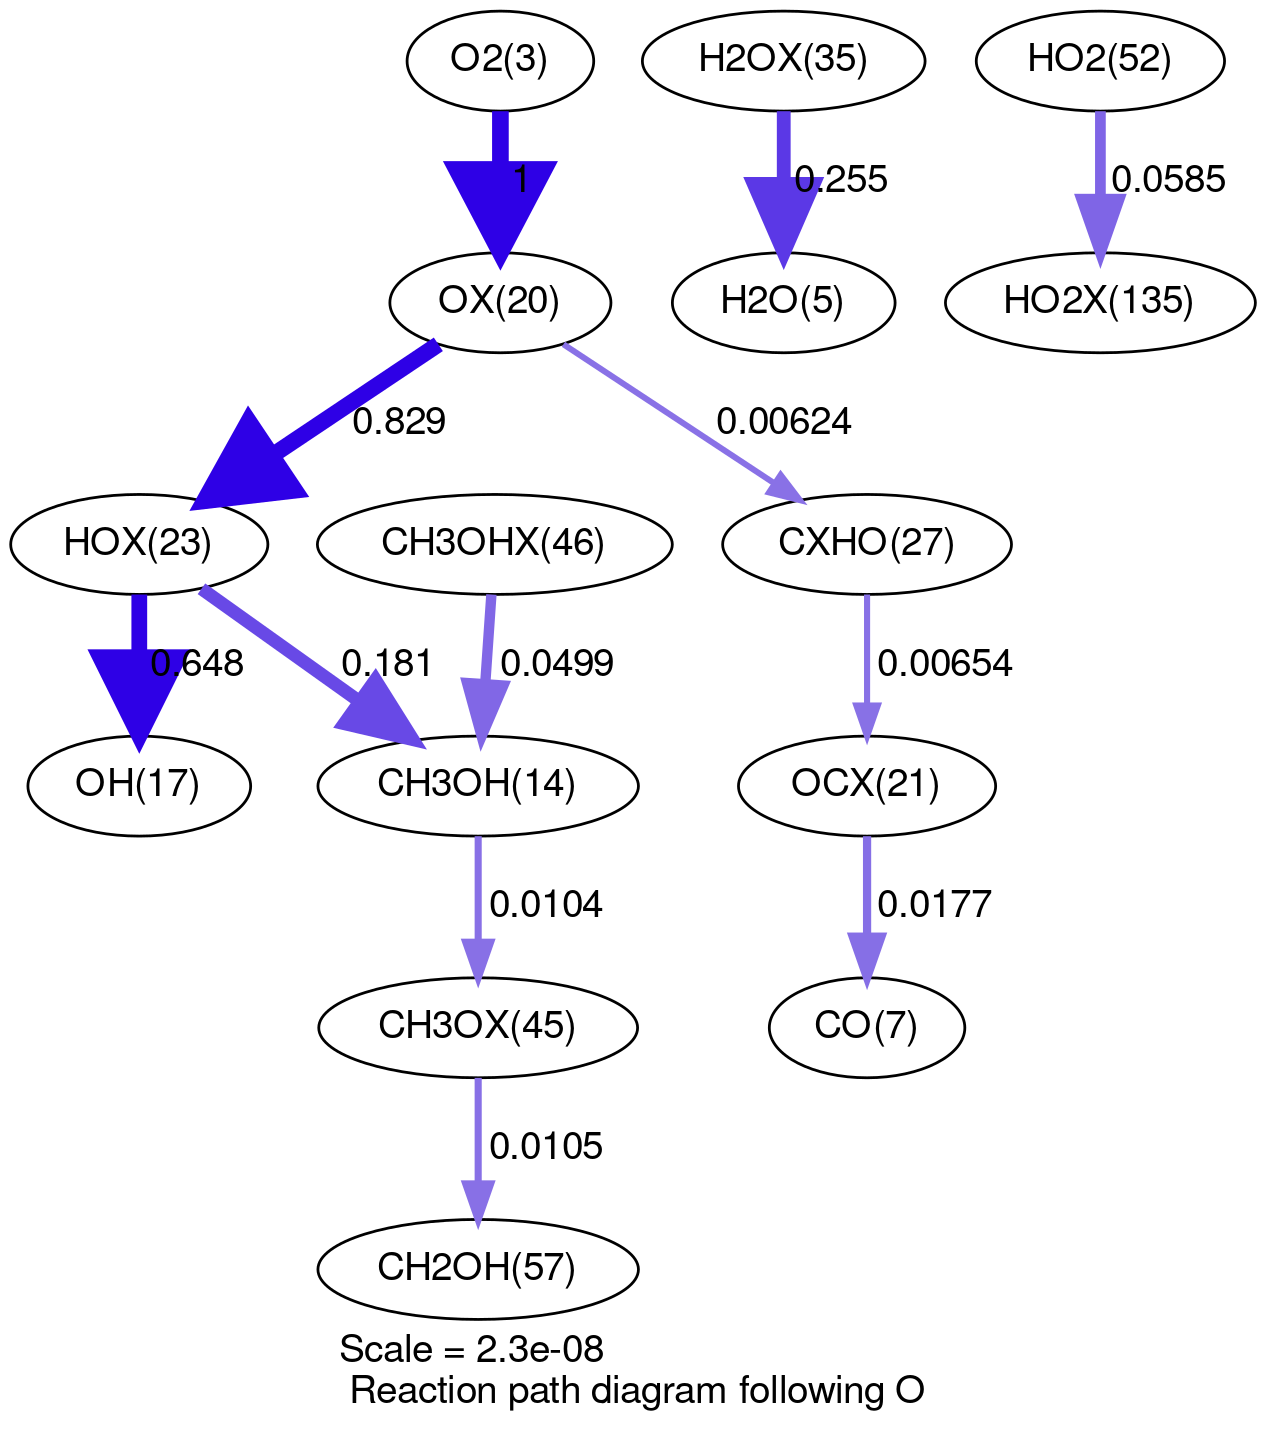 O2(3)
H2OX(35)
HO2(52)
1
0.255
0.0585
OX(20)
H2O(5)
HO2X(135)
0.829
0.00624
HOX(23)
CH3OHX(46)
CXHO(27)
0.648
0.181
0.0499
0.00654
OH(17)
CH3OH(14)
OCX(21)
0.0104
0.0177
CH3OX(45)
CO(7)
0.0105
CH2OH(57)
Scale = 2.3e-08
Reaction path diagram following O